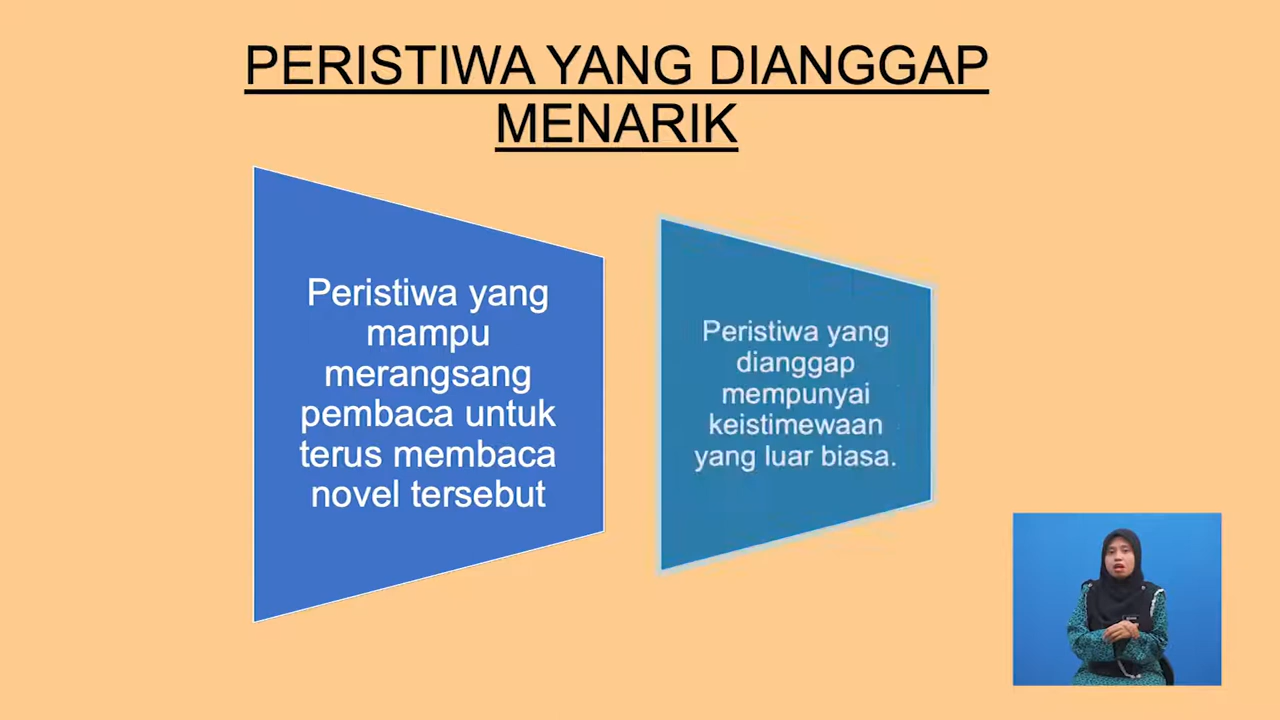 PERISTIWA YANG DIANGGAP
MENARIK
Peristiwa yang
mampu
merangsang
pembaca untuk
terus membaca
novel tersebut
Peristiwa yang
dianggap
mempunyai
keistimewaan
yang luar biasa.